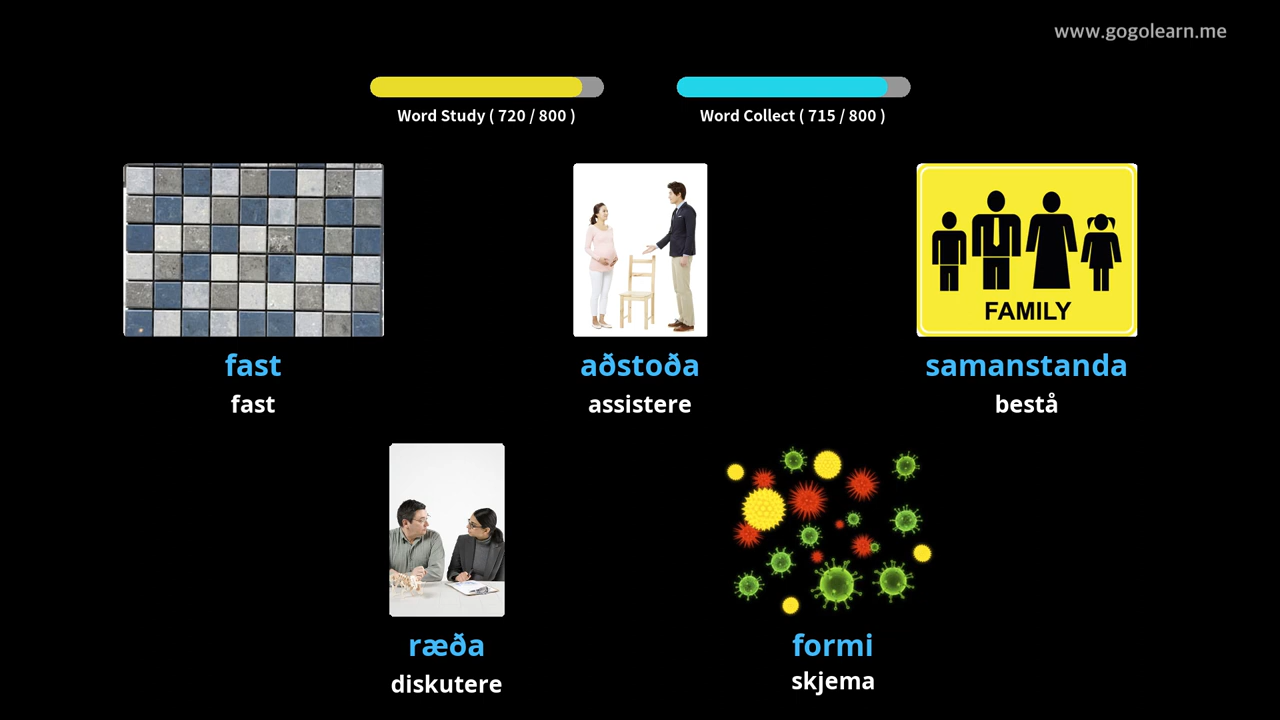 www.gogolearn.me
Word Study ( 720 / 800 )
Word Collect ( 715 / 800 )
FAMILY
fast
aðstoða
samanstanda
fast
assistere
bestå
ræða
formi
diskutere
skjema